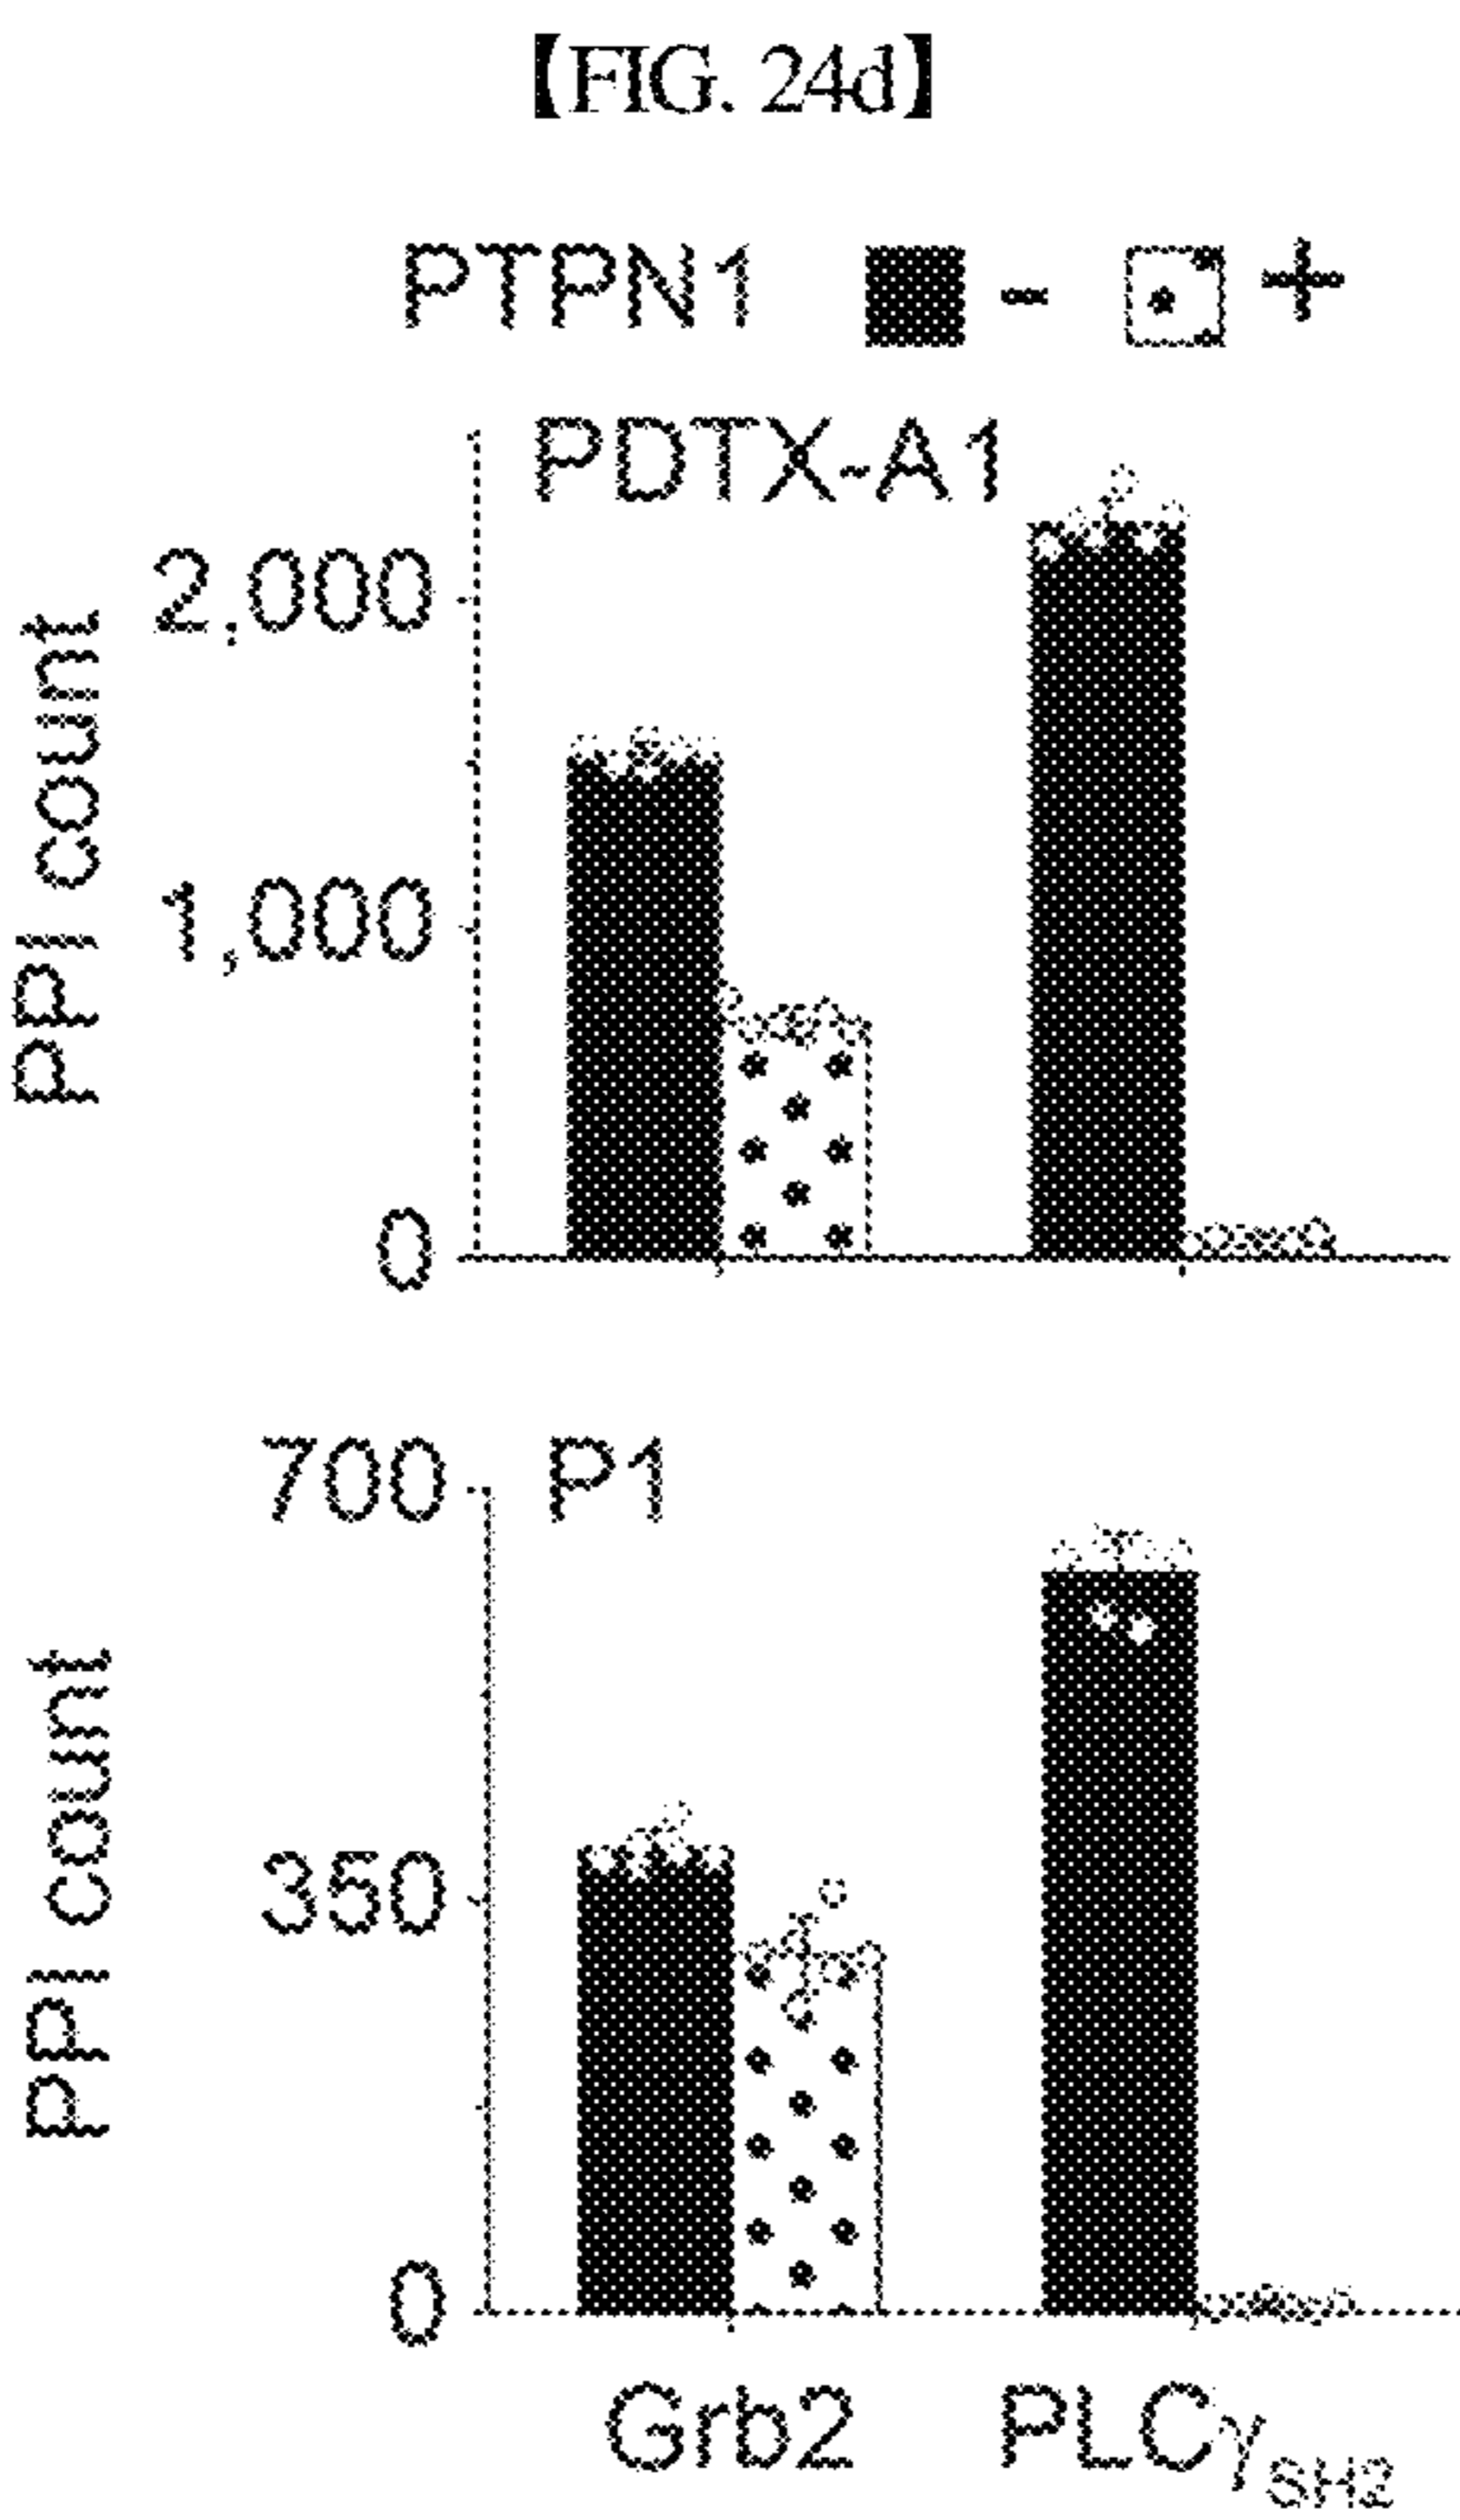 【FIG. 24d】
PTPN1 - +
PDTX-A1
2,000
1,000
0
PPI count
700 P1
350
0
PPI count
Grb2 PLCγSH2